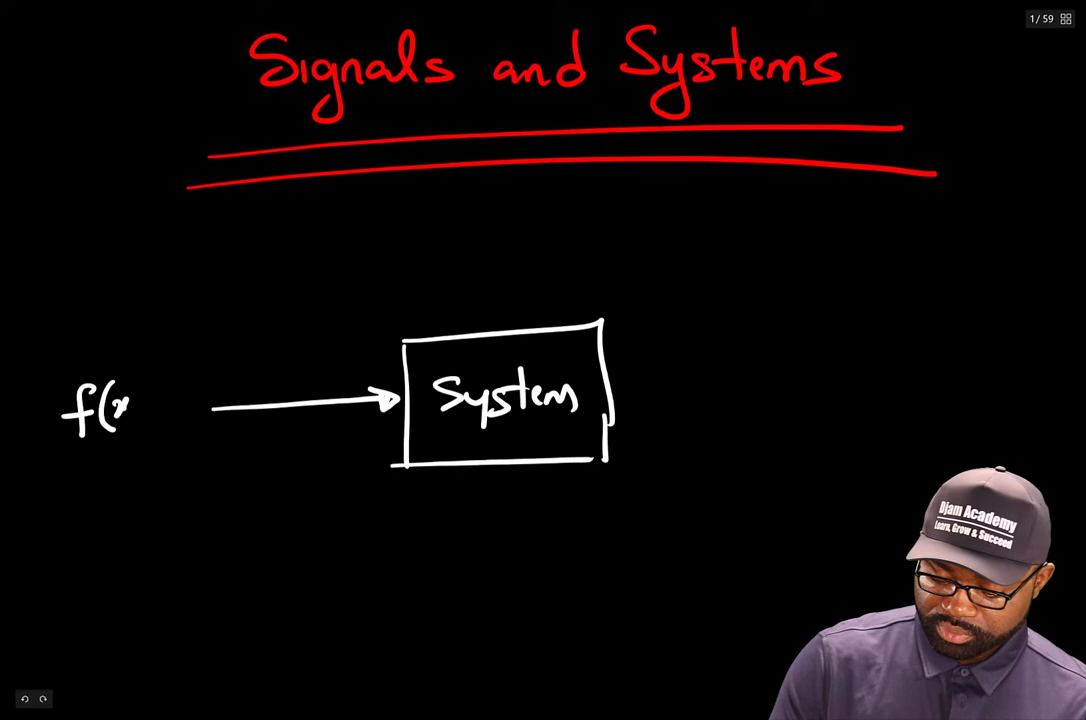 1 / 59
Signals and Systems
f(x
System
Djam Academy
Learn, Grow & Succeed